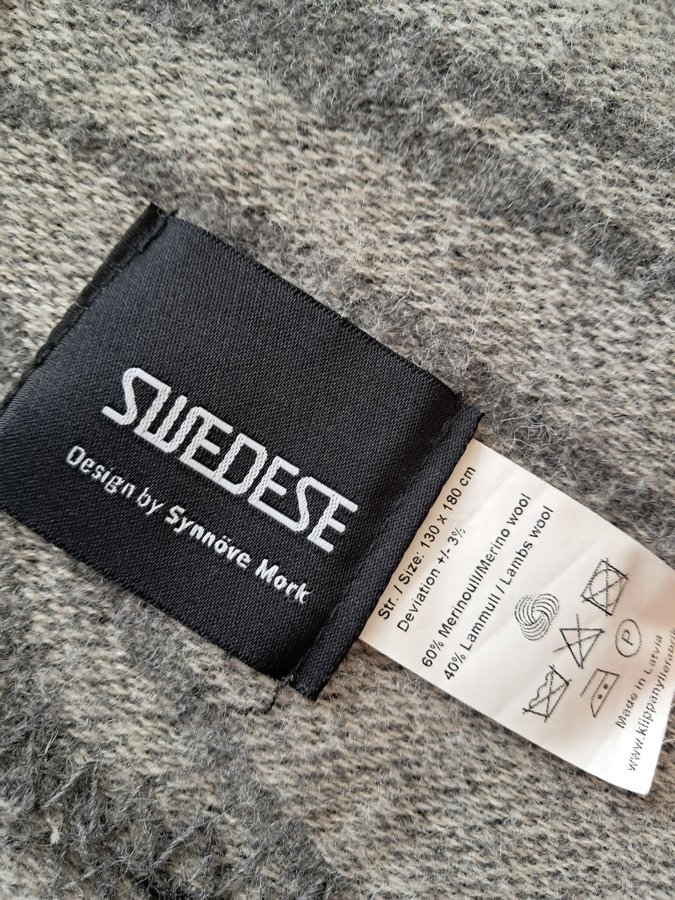 SWEDESE
Design by Synnöve Mork
Str. / Size: 130 x 180 cm
Deviation +/- 3%
60% Merinoull/Merino wool
40% Lammull / Lambs wool
P
Made in Latvia